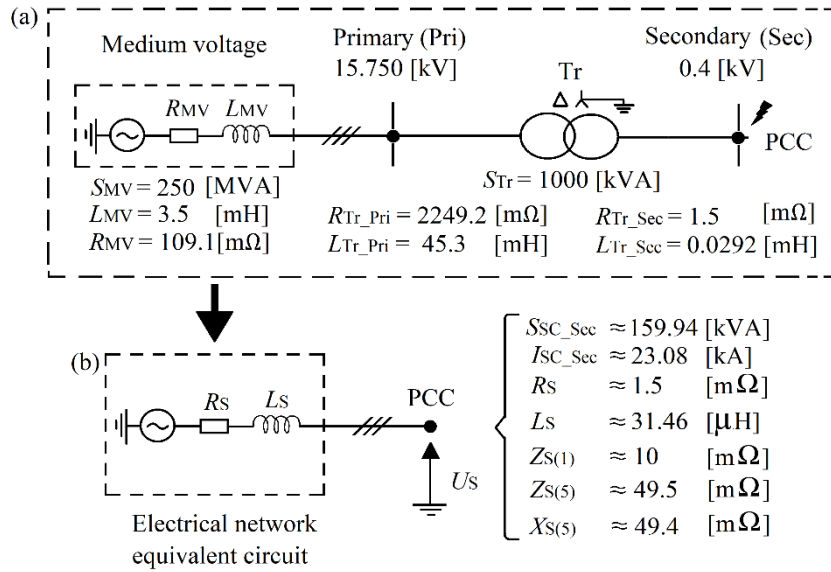 (a)
Medium voltage
Primary (Pri)
15.750 [kV]
Secondary (Sec)
0.4 [kV]
Tr
RMV LMV
PCC
SMV = 250 [MVA]
LMV = 3.5 [mH]
RMV = 109.1 [mΩ]
STr = 1000 [kVA]
RTr_Pri = 2249.2 [mΩ]
LTr_Pri = 45.3 [mH]
RTr_Sec = 1.5 [mΩ]
LTr_Sec = 0.0292 [mH]
(b)
RS LS
PCC
US
Electrical network
equivalent circuit
SSC_Sec ≈ 159.94 [kVA]
ISC_Sec ≈ 23.08 [kA]
RS ≈ 1.5 [mΩ]
LS ≈ 31.46 [μH]
ZS(1) ≈ 10 [mΩ]
ZS(5) ≈ 49.5 [mΩ]
XS(5) ≈ 49.4 [mΩ]